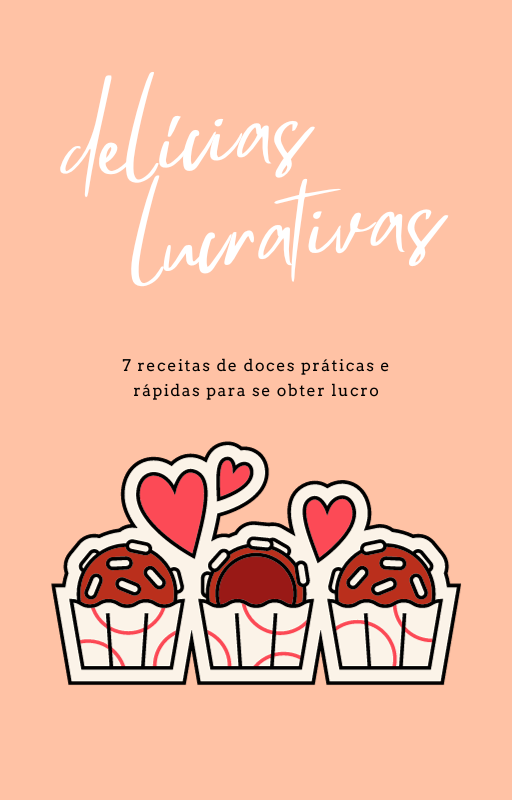 delícias
lucrativas
7 receitas de doces práticas e
rápidas para se obter lucro